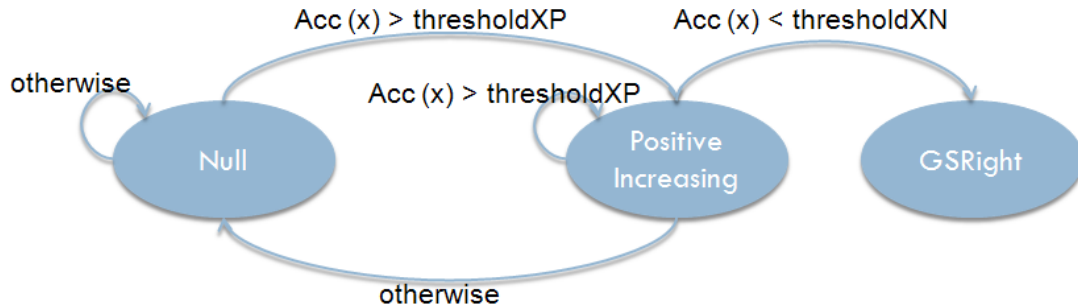 Acc (x) > thresholdXP
Acc (x) < thresholdXN
otherwise
Acc (x) > thresholdXP
Null
Positive
Increasing
GSRight
otherwise